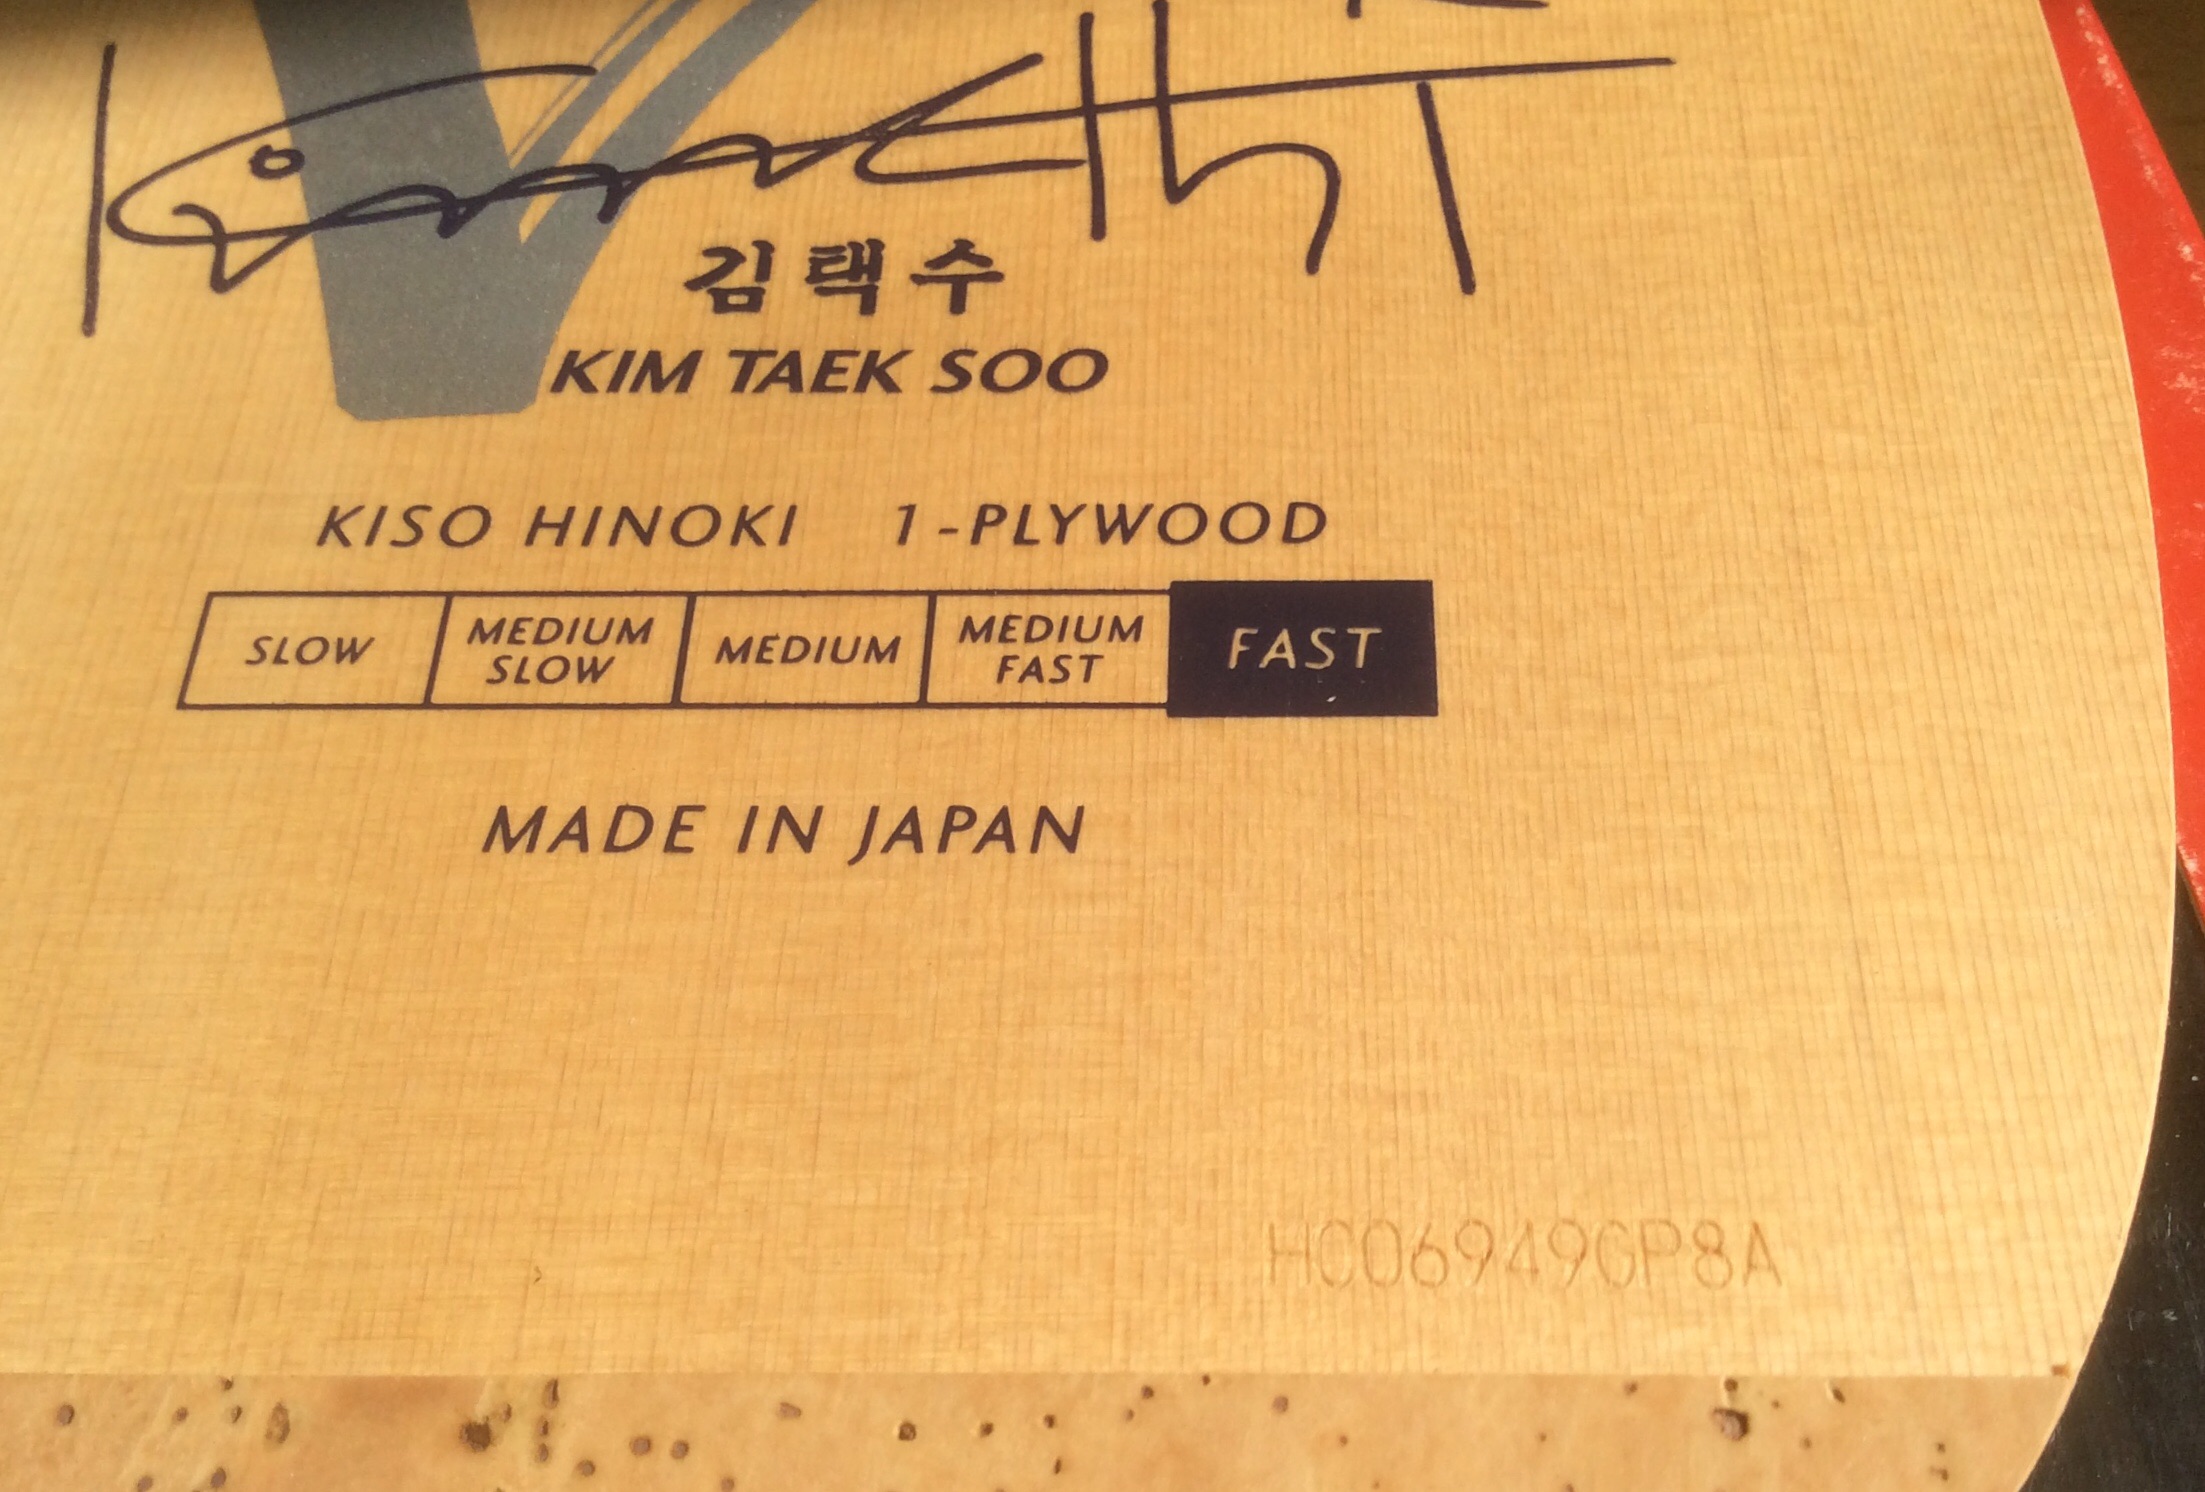 김택수
KIM TAEK SOO
KISO HINOKI 1-PLYWOOD
SLOW MEDIUM SLOW MEDIUM MEDIUM FAST FAST
MADE IN JAPAN
HC06949GP8A